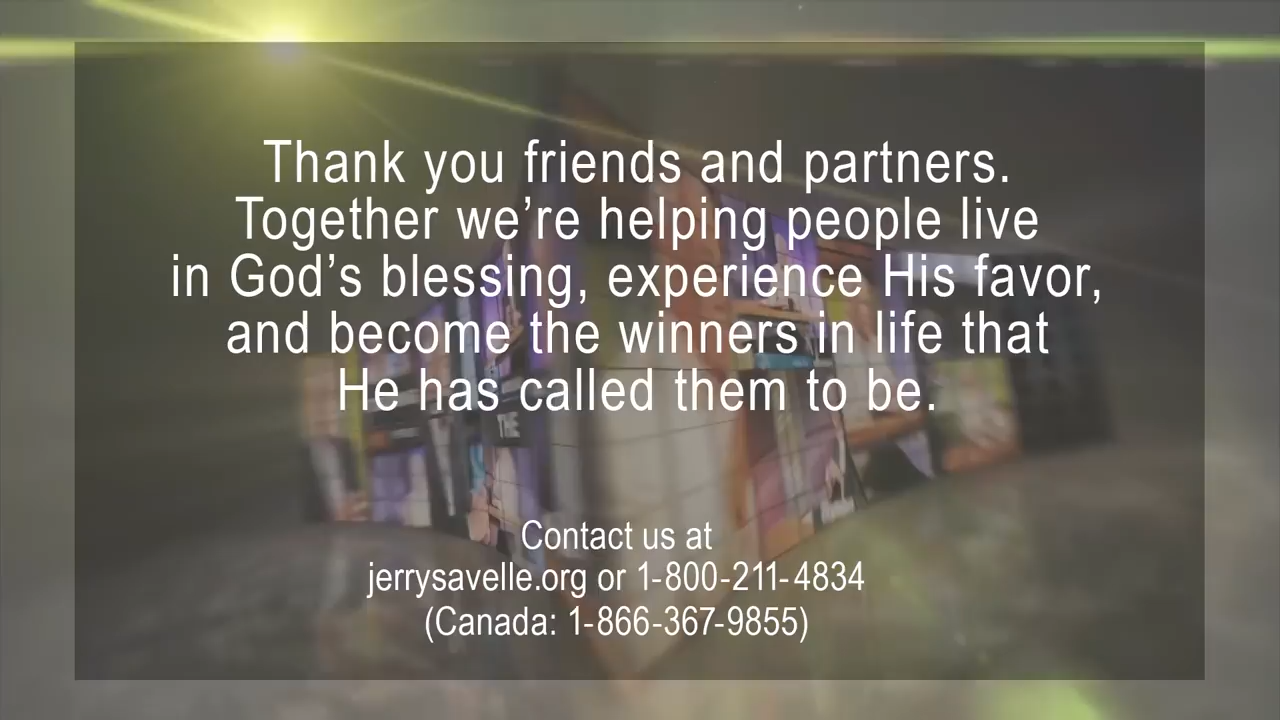 Thank you friends and partners.
Together we’re helping people live
in God’s blessing, experience His favor,
and become the winners in life that
He has called them to be.
THE
Contact us at
jerrysavelle.org or 1-800-211-4834
(Canada: 1-866-367-9855)